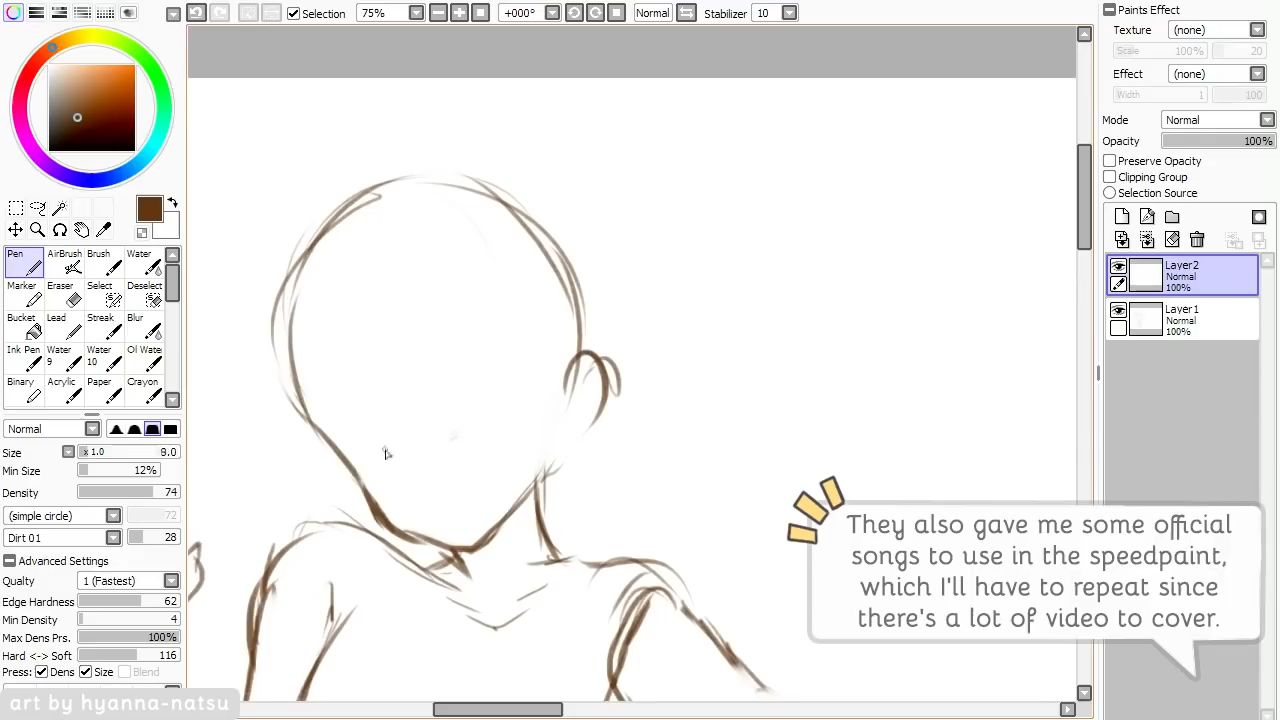 Selection 75% +000° Normal Stabilizer: 10
Paints Effect
Texture (none)
Scale 100% 20
Effect (none)
Width 1 100
Mode Normal
Opacity 100%
Preserve Opacity
Clipping Group
Selection Source
Layer2
Normal
100%
Layer1
Normal
100%
Pen AirBrush Brush Water
Marker Eraser Select Deselect
Bucket Lead Streak Blur
Ink Pen Water 9 Water 10 Oil Wate
Binary Acrylic Paper Crayon
Normal
Size x 1.0 9.0
Min Size 12%
Density 74
(simple circle) 72
Dirt 01 28
Advanced Settings
Quality 1 (Fastest)
Edge Hardness 62
Min Density 4
Max Dens Prs. 100%
Hard <-> Soft 116
Press: Dens Size Blend
They also gave me some official
songs to use in the speedpaint,
which I'll have to repeat since
there's a lot of video to cover.
art by hyanna-natsu